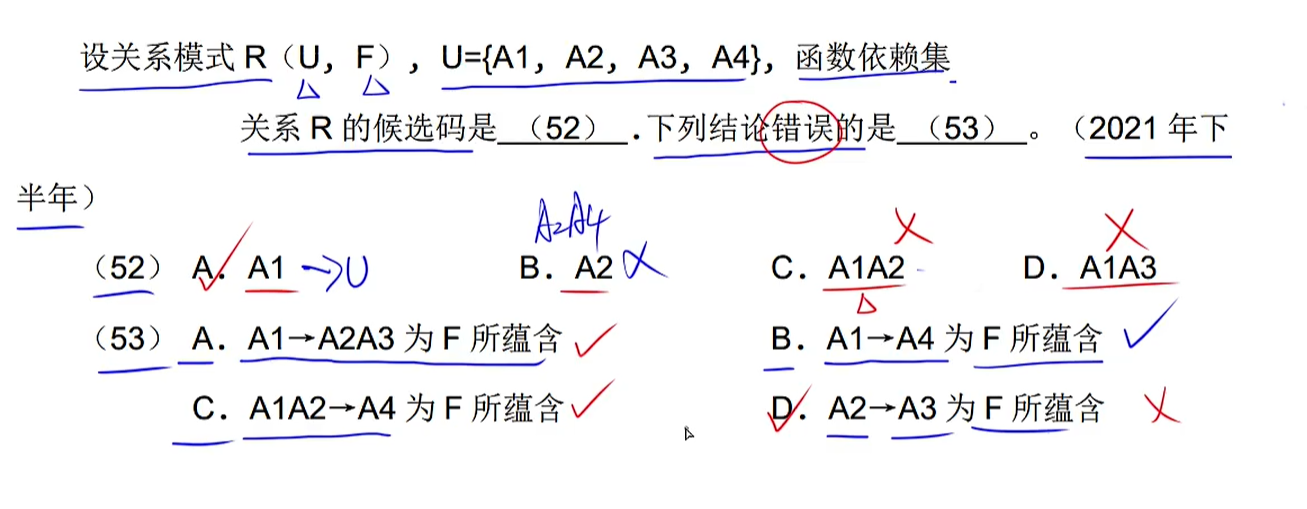 设关系模式 R（U，F），U={A1，A2，A3，A4}，函数依赖集
关系 R 的候选码是 （52） .下列结论错误的是 （53） 。（2021 年下
半年）
A2A4
（52） A．A1 →U B．A2 C．A1A2 D．A1A3
（53） A．A1→A2A3 为 F 所蕴含 B．A1→A4 为 F 所蕴含
C．A1A2→A4 为 F 所蕴含 D．A2→A3 为 F 所蕴含